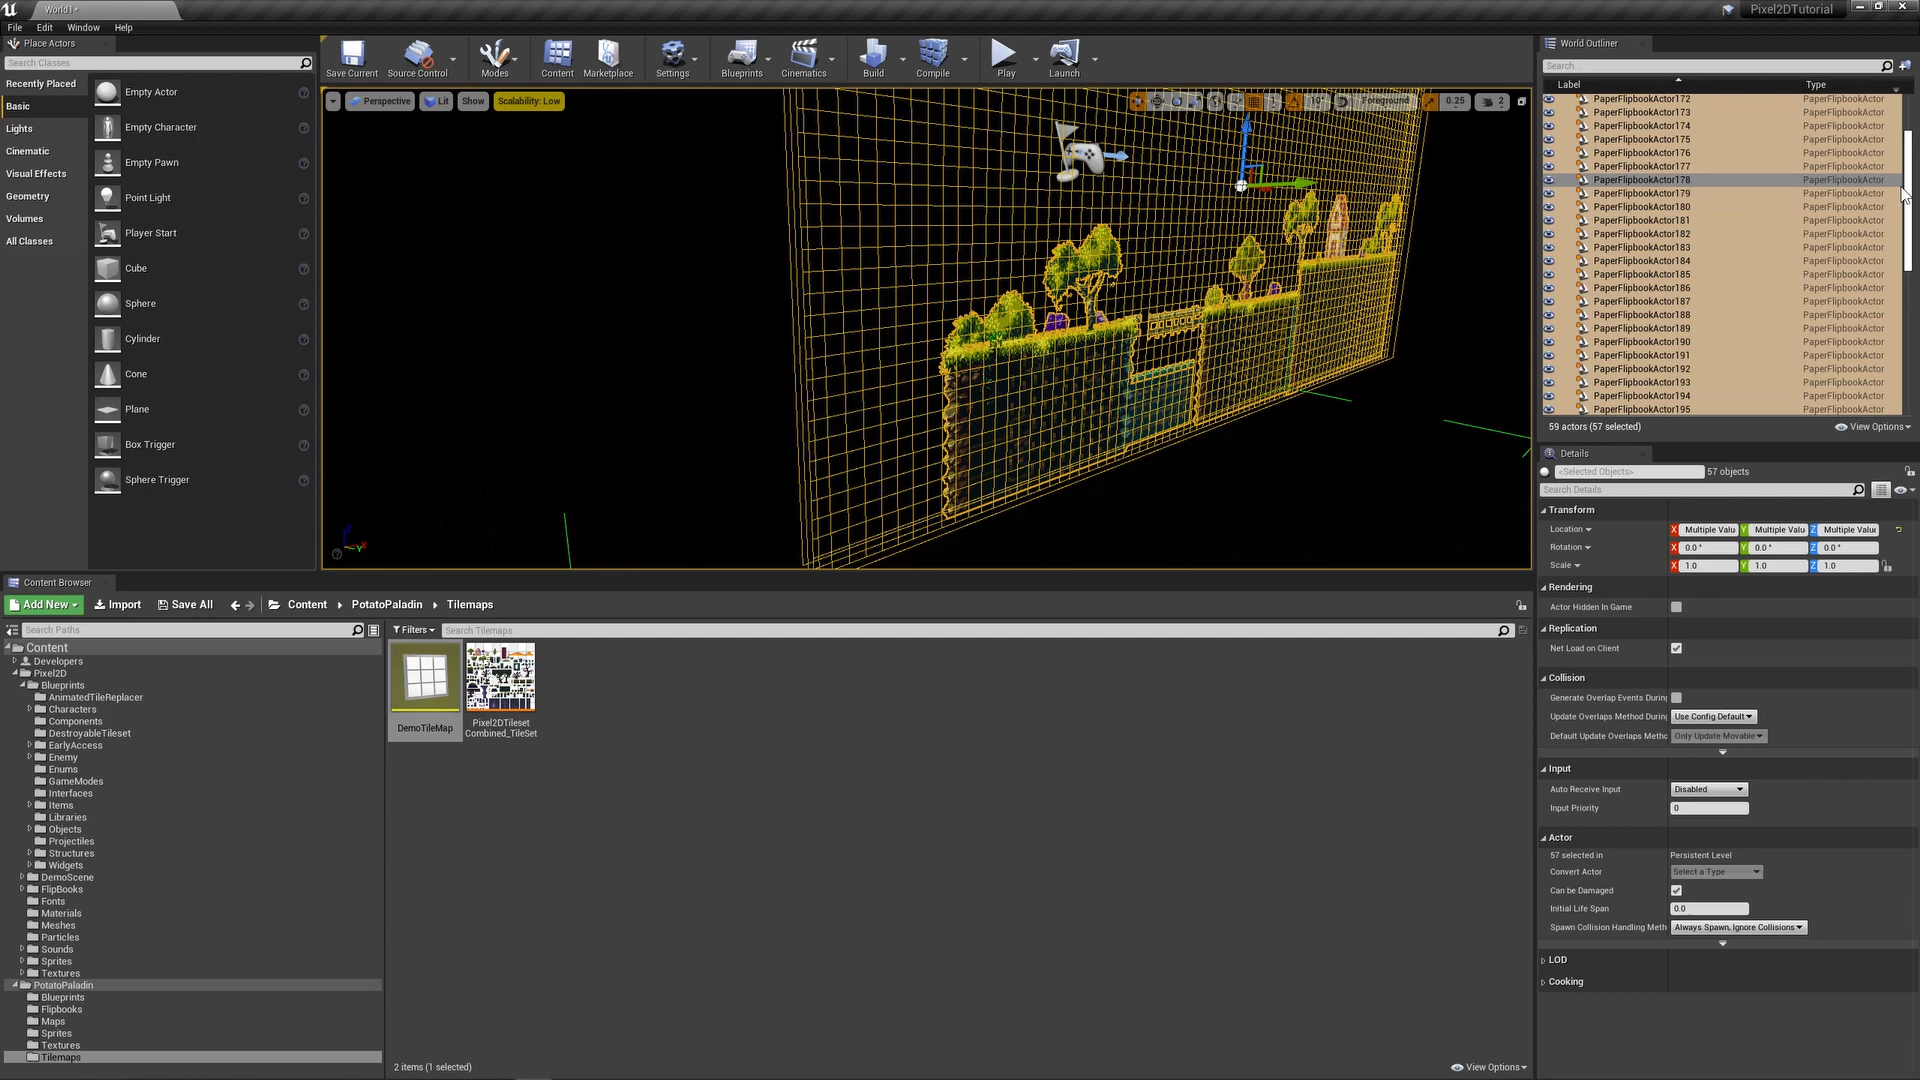 World1*
Pixel2DTutorial
File Edit Window Help
Place Actors
Search Classes
Recently Placed
Basic
Lights
Cinematic
Visual Effects
Geometry
Volumes
All Classes
Empty Actor
Empty Character
Empty Pawn
Point Light
Player Start
Cube
Sphere
Cylinder
Cone
Plane
Box Trigger
Sphere Trigger
Save Current Source Control Modes Content Marketplace Settings Blueprints Cinematics Build Compile Play Launch
Perspective Lit Show Scalability: Low
Foreground 0.25 2
World Outliner
Search...
Label Type
PaperFlipbookActor172 PaperFlipbookActor
PaperFlipbookActor173 PaperFlipbookActor
PaperFlipbookActor174 PaperFlipbookActor
PaperFlipbookActor175 PaperFlipbookActor
PaperFlipbookActor176 PaperFlipbookActor
PaperFlipbookActor177 PaperFlipbookActor
PaperFlipbookActor178 PaperFlipbookActor
PaperFlipbookActor179 PaperFlipbookActor
PaperFlipbookActor180 PaperFlipbookActor
PaperFlipbookActor181 PaperFlipbookActor
PaperFlipbookActor182 PaperFlipbookActor
PaperFlipbookActor183 PaperFlipbookActor
PaperFlipbookActor184 PaperFlipbookActor
PaperFlipbookActor185 PaperFlipbookActor
PaperFlipbookActor186 PaperFlipbookActor
PaperFlipbookActor187 PaperFlipbookActor
PaperFlipbookActor188 PaperFlipbookActor
PaperFlipbookActor189 PaperFlipbookActor
PaperFlipbookActor190 PaperFlipbookActor
PaperFlipbookActor191 PaperFlipbookActor
PaperFlipbookActor192 PaperFlipbookActor
PaperFlipbookActor193 PaperFlipbookActor
PaperFlipbookActor194 PaperFlipbookActor
PaperFlipbookActor195 PaperFlipbookActor
59 actors (57 selected) View Options
Details
<Selected Objects> 57 objects
Search Details
Transform
Location X Multiple Valu Y Multiple Valu Z Multiple Value
Rotation X 0.0 ° Y 0.0 ° Z 0.0 °
Scale X 1.0 Y 1.0 Z 1.0
Rendering
Actor Hidden In Game
Replication
Net Load on Client
Collision
Generate Overlap Events During
Update Overlaps Method During Use Config Default
Default Update Overlaps Metho Only Update Movable
Input
Auto Receive Input Disabled
Input Priority 0
Actor
57 selected in Persistent Level
Convert Actor Select a Type
Can be Damaged
Initial Life Span 0.0
Spawn Collision Handling Meth Always Spawn, Ignore Collisions
LOD
Cooking
Content Browser
Add New Import Save All Content PotatoPaladin Tilemaps
Search Paths
Filters Search Tilemaps
Content
Developers
Pixel2D
Blueprints
AnimatedTileReplacer
Characters
Components
DestroyableTileset
EarlyAccess
Enemy
Enums
GameModes
Interfaces
Items
Libraries
Objects
Projectiles
Structures
Widgets
DemoScene
FlipBooks
Fonts
Materials
Meshes
Particles
Sounds
Sprites
Textures
PotatoPaladin
Blueprints
Flipbooks
Maps
Sprites
Textures
Tilemaps
DemoTileMap
Pixel2DTileset
Combined_TileSet
2 items (1 selected) View Options